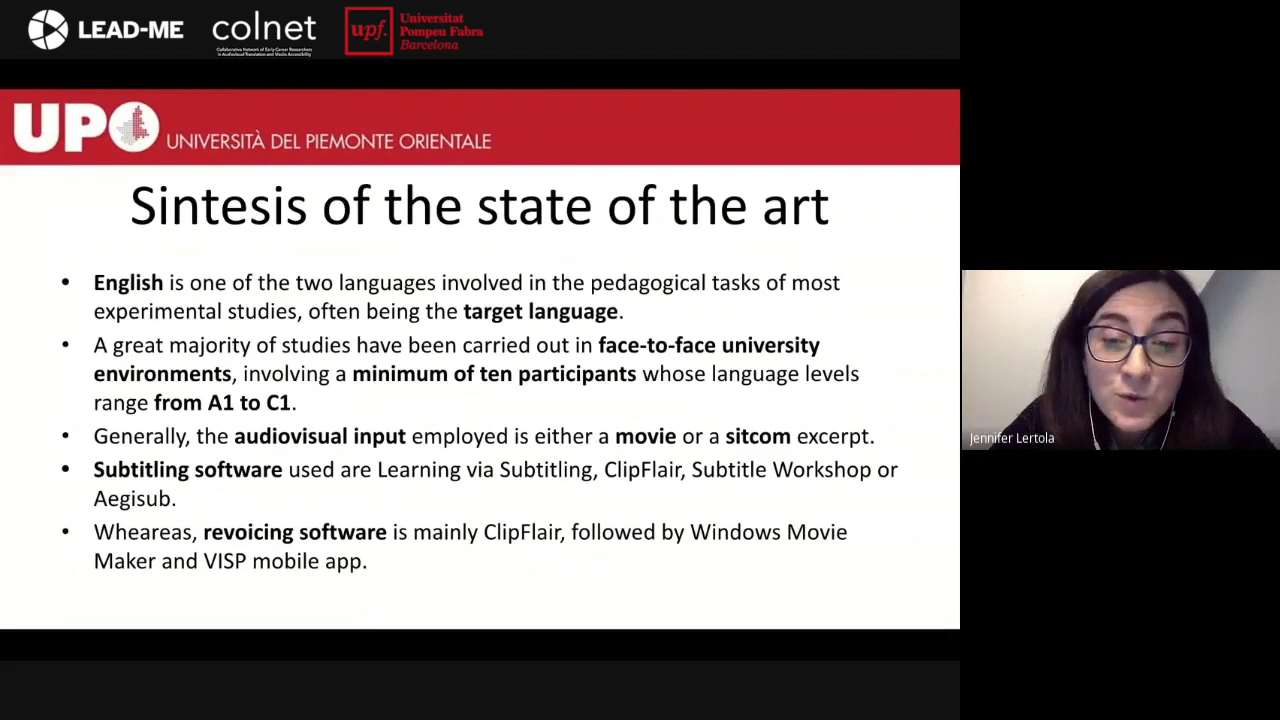 LEAD-ME
colnet
Collaborative Network of Early-Career Researchers
in Audiovisual Translation and Media Accessibility
upf.
Universitat
Pompeu Fabra
Barcelona
UPO
UNIVERSITÀ DEL PIEMONTE ORIENTALE
Sintesis of the state of the art
• English is one of the two languages involved in the pedagogical tasks of most
experimental studies, often being the target language.
• A great majority of studies have been carried out in face-to-face university
environments, involving a minimum of ten participants whose language levels
range from A1 to C1.
• Generally, the audiovisual input employed is either a movie or a sitcom excerpt.
• Subtitling software used are Learning via Subtitling, ClipFlair, Subtitle Workshop or
Aegisub.
• Wheareas, revoicing software is mainly ClipFlair, followed by Windows Movie
Maker and VISP mobile app.
Jennifer Lertola